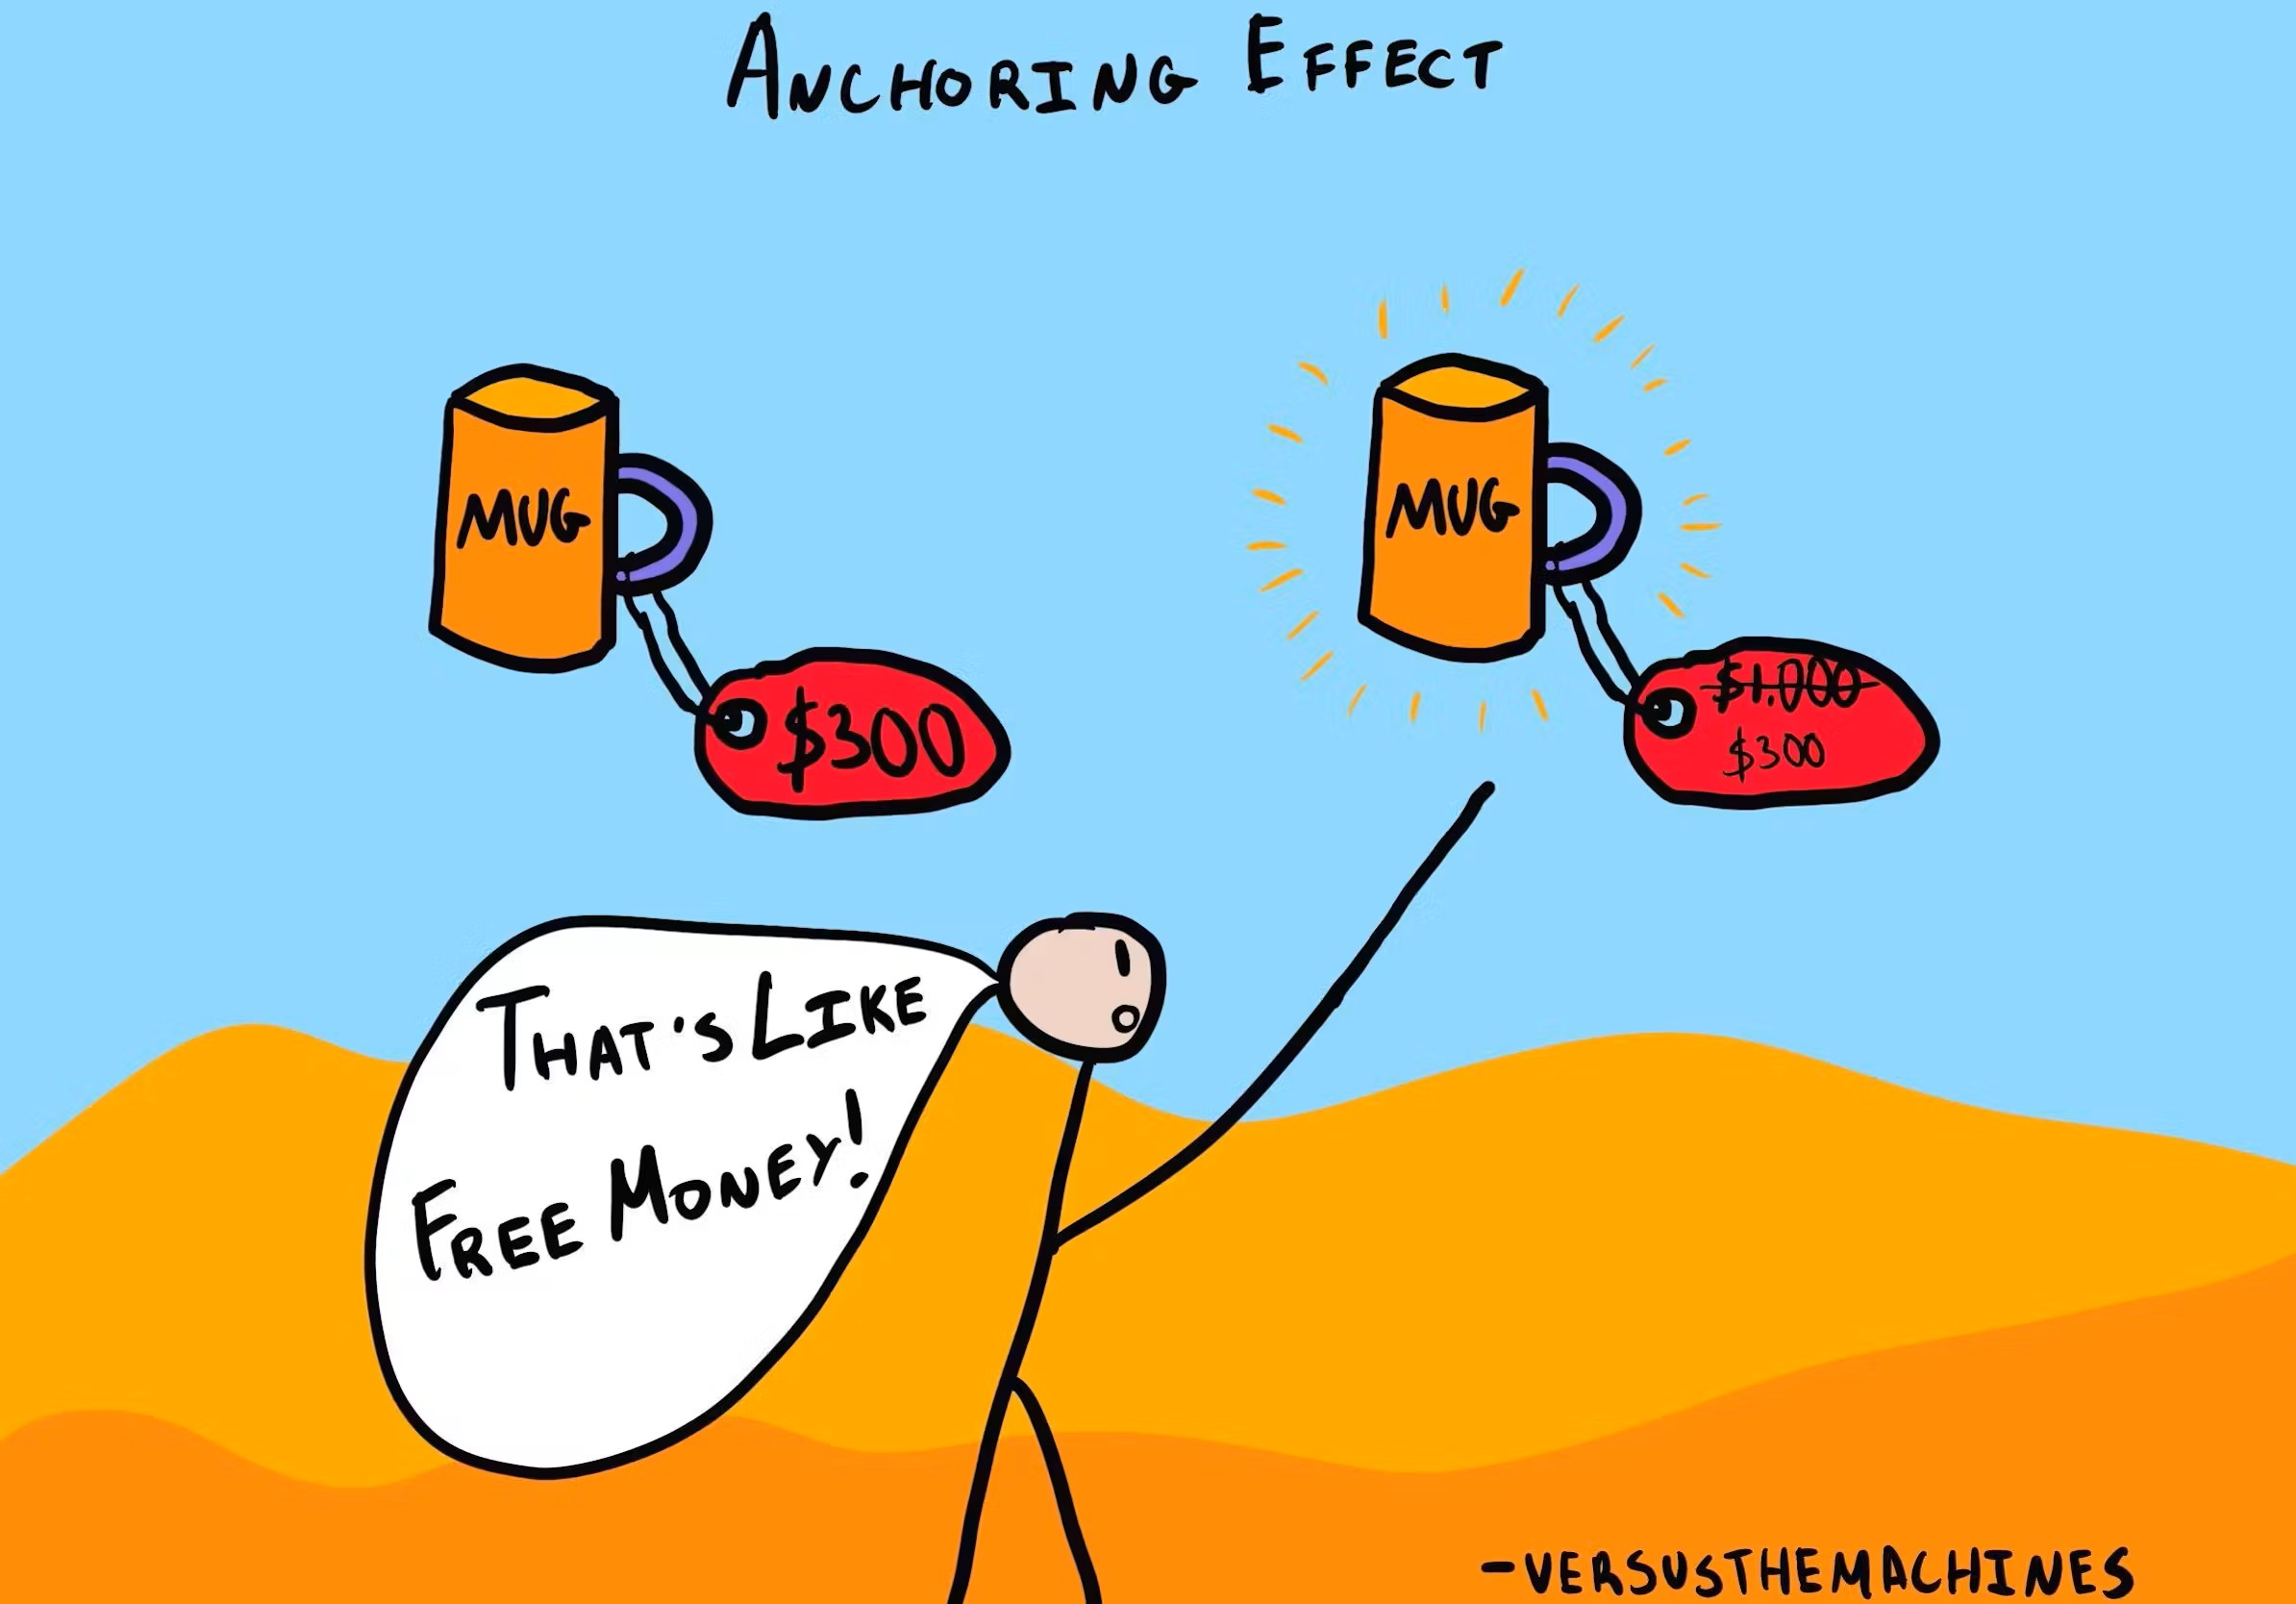 ANCHORING EFFECT
MUG
$300
MUG
$1.000
$300
THAT'S LIKE
FREE MONEY!
-VERSUSTHEMACHINES